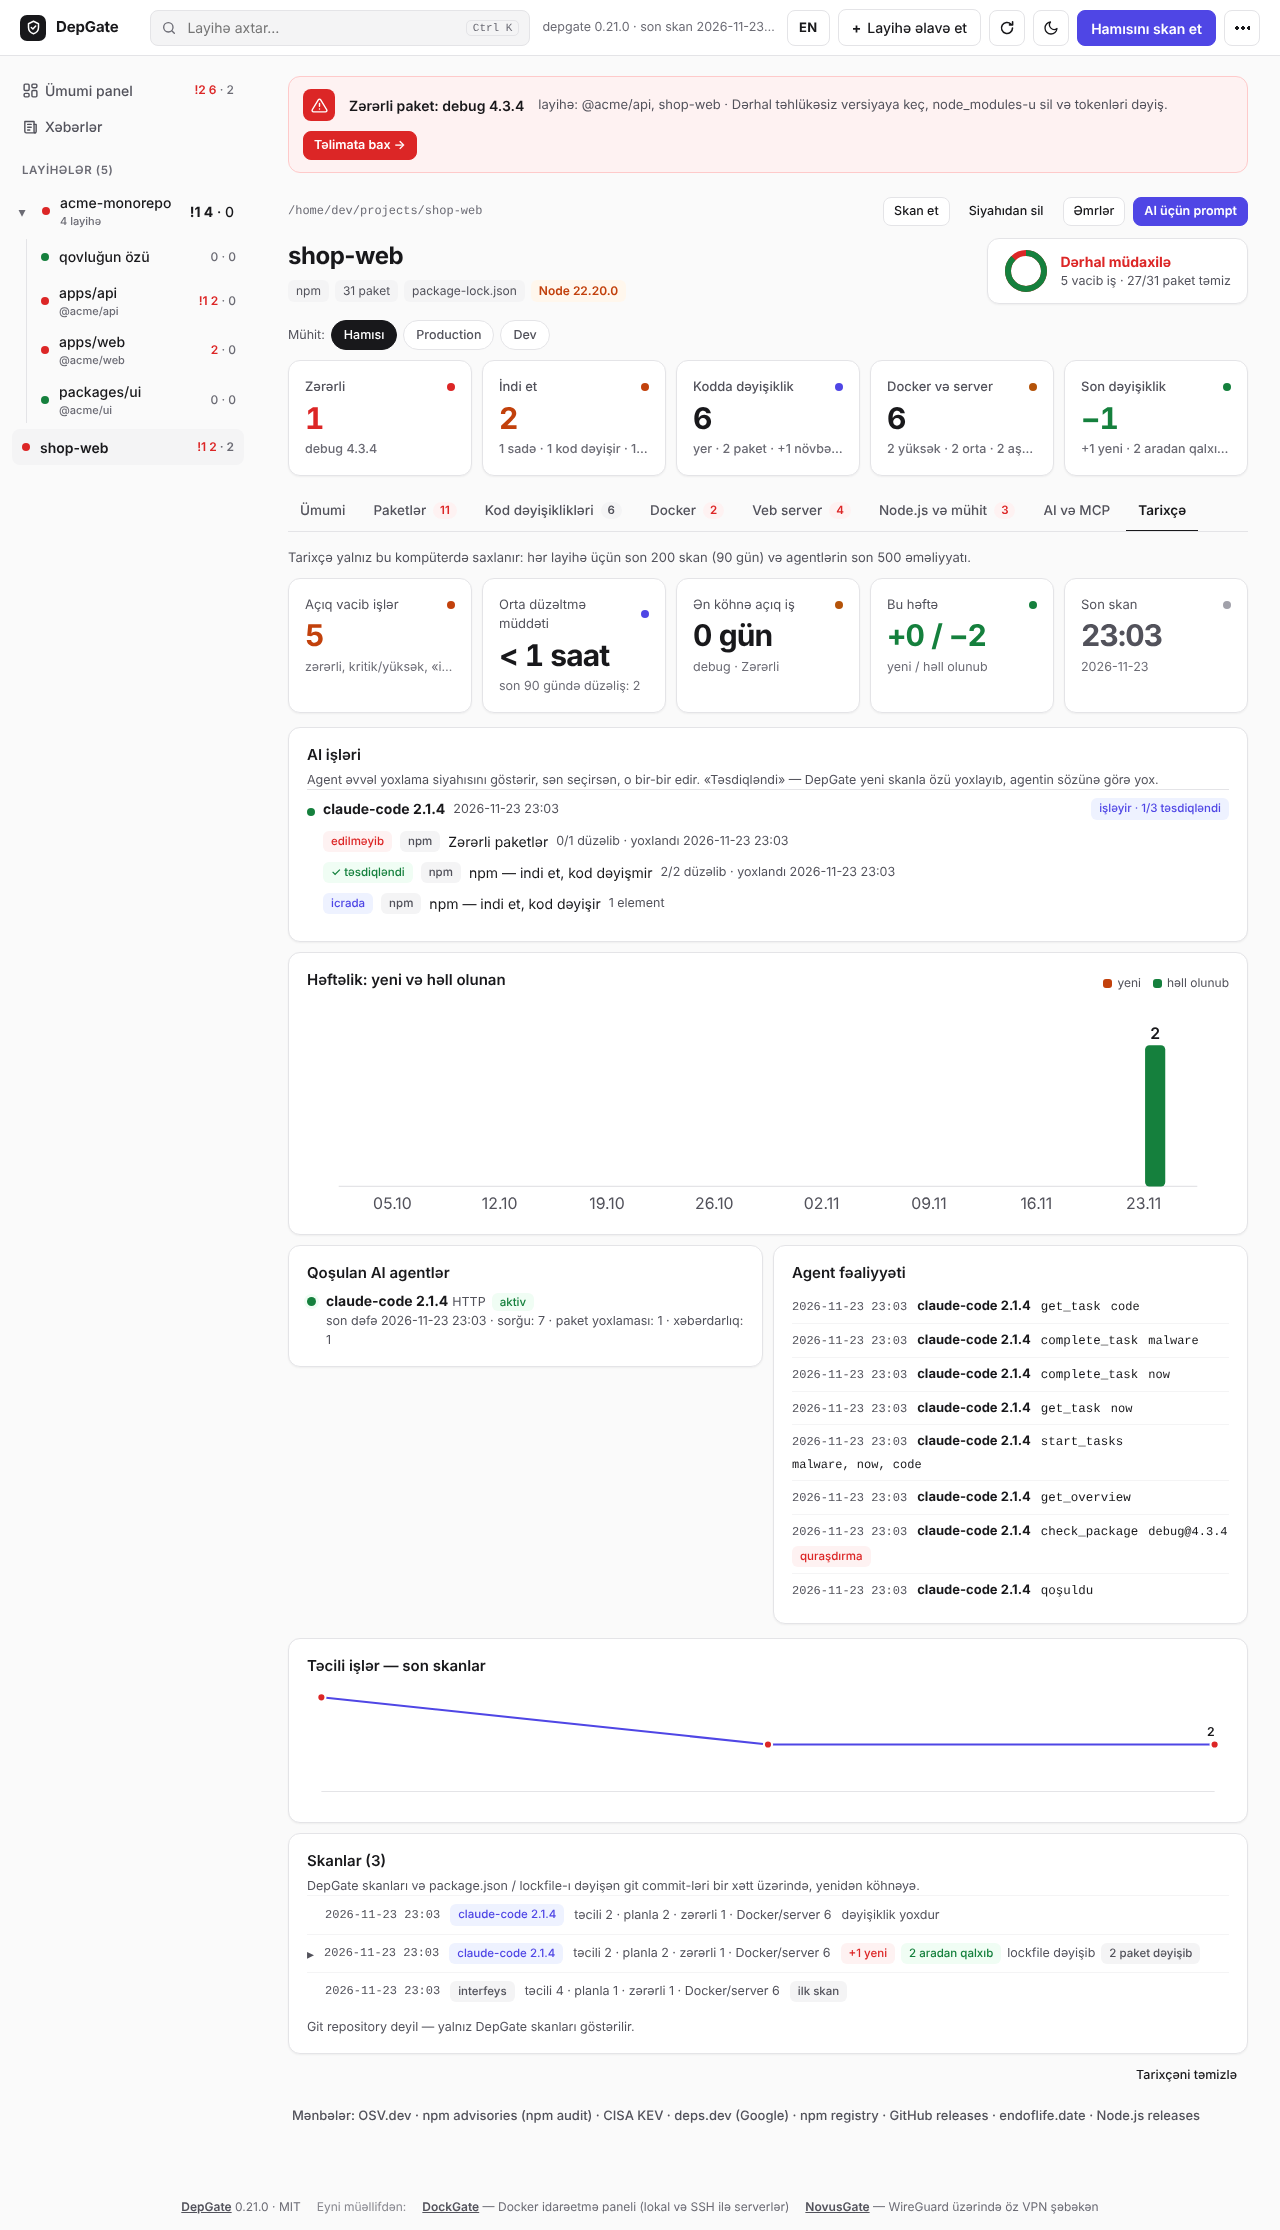 DepGate
Layihə axtar...
Ctrl K
depgate 0.21.0 · son skan 2026-11-23...
EN
+ Layihə əlavə et
Hamısını skan et
Ümumi panel
!2 6 · 2
Xəbərlər
LAYİHƏLƏR (5)
▼ acme-monorepo
!1 4 · 0
4 layihə
qovluğun özü
0 · 0
apps/api
!1 2 · 0
@acme/api
apps/web
2 · 0
@acme/web
packages/ui
0 · 0
@acme/ui
shop-web
!1 2 · 2
Zərərli paket: debug 4.3.4
layihə: @acme/api, shop-web · Dərhal təhlükəsiz versiyaya keç, node_modules-u sil və tokenləri dəyiş.
Təlimata bax →
/home/dev/projects/shop-web
Skan et
Siyahıdan sil
Əmrlər
AI üçün prompt
shop-web
npm
31 paket
package-lock.json
Node 22.20.0
Dərhal müdaxilə
5 vacib iş · 27/31 paket təmiz
Mühit:
Hamısı
Production
Dev
Zərərli
1
debug 4.3.4
İndi et
2
1 sadə · 1 kod dəyişir · 1...
Kodda dəyişiklik
6
yer · 2 paket · +1 növbə...
Docker və server
6
2 yüksək · 2 orta · 2 aş...
Son dəyişiklik
−1
+1 yeni · 2 aradan qalxı...
Ümumi
Paketlər 11
Kod dəyişiklikləri 6
Docker 2
Veb server 4
Node.js və mühit 3
AI və MCP
Tarixçə
Tarixçə yalnız bu kompüterdə saxlanır: hər layihə üçün son 200 skan (90 gün) və agentlərin son 500 əməliyyatı.
Açıq vacib işlər
5
zərərli, kritik/yüksək, «i...
Orta düzəltmə
müddəti
< 1 saat
son 90 gündə düzəliş: 2
Ən köhnə açıq iş
0 gün
debug · Zərərli
Bu həftə
+0 / −2
yeni / həll olunub
Son skan
23:03
2026-11-23
AI işləri
Agent əvvəl yoxlama siyahısını göstərir, sən seçirsən, o bir-bir edir. «Təsdiqləndi» — DepGate yeni skanla özü yoxlayıb, agentin sözünə görə yox.
claude-code 2.1.4 2026-11-23 23:03
işləyir · 1/3 təsdiqləndi
edilməyib npm Zərərli paketlər 0/1 düzəlib · yoxlandı 2026-11-23 23:03
✓ təsdiqləndi npm npm — indi et, kod dəyişmir 2/2 düzəlib · yoxlandı 2026-11-23 23:03
icrada npm npm — indi et, kod dəyişir 1 element
Həftəlik: yeni və həll olunan
yeni
həll olunub
2
05.10 12.10 19.10 26.10 02.11 09.11 16.11 23.11
Qoşulan AI agentlər
claude-code 2.1.4 HTTP aktiv
son dəfə 2026-11-23 23:03 · sorğu: 7 · paket yoxlaması: 1 · xəbərdarlıq:
1
Agent fəaliyyəti
2026-11-23 23:03 claude-code 2.1.4 get_task code
2026-11-23 23:03 claude-code 2.1.4 complete_task malware
2026-11-23 23:03 claude-code 2.1.4 complete_task now
2026-11-23 23:03 claude-code 2.1.4 get_task now
2026-11-23 23:03 claude-code 2.1.4 start_tasks
malware, now, code
2026-11-23 23:03 claude-code 2.1.4 get_overview
2026-11-23 23:03 claude-code 2.1.4 check_package debug@4.3.4
quraşdırma
2026-11-23 23:03 claude-code 2.1.4 qoşuldu
Təcili işlər — son skanlar
2
Skanlar (3)
DepGate skanları və package.json / lockfile-ı dəyişən git commit-ləri bir xətt üzərində, yenidən köhnəyə.
2026-11-23 23:03 claude-code 2.1.4 təcili 2 · planla 2 · zərərli 1 · Docker/server 6 dəyişiklik yoxdur
▶ 2026-11-23 23:03 claude-code 2.1.4 təcili 2 · planla 2 · zərərli 1 · Docker/server 6 +1 yeni 2 aradan qalxıb lockfile dəyişib 2 paket dəyişib
2026-11-23 23:03 interfeys təcili 4 · planla 1 · zərərli 1 · Docker/server 6 ilk skan
Git repository deyil — yalnız DepGate skanları göstərilir.
Tarixçəni təmizlə
Mənbələr: OSV.dev · npm advisories (npm audit) · CISA KEV · deps.dev (Google) · npm registry · GitHub releases · endoflife.date · Node.js releases
DepGate 0.21.0 · MIT Eyni müəllifdən: DockGate — Docker idarəetmə paneli (lokal və SSH ilə serverlər) NovusGate — WireGuard üzərində öz VPN şəbəkən